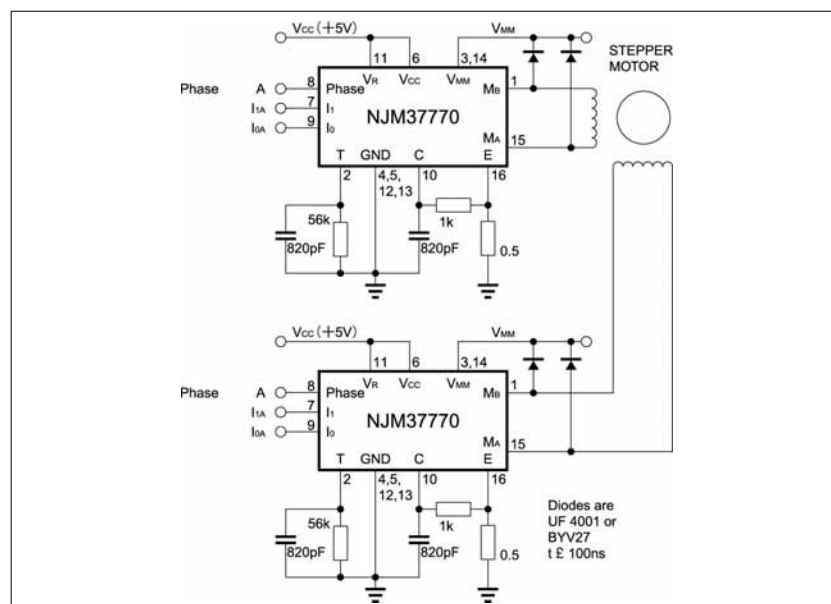 Vcc (+5V) VMM
STEPPER
MOTOR
11 6 3,14
Phase A 8 Phase VR Vcc VMM MB 1
I1A 7 I1
I0A 9 I0
NJM37770
MA 15
T GND C E
2 4,5, 10 16
12,13
56k 1k
820pF 820pF 0.5
Vcc (+5V) VMM
11 6 3,14
Phase A 8 Phase VR Vcc VMM MB 1
I1A 7 I1
I0A 9 I0
NJM37770
MA 15
T GND C E
2 4,5, 10 16
12,13
56k 1k
820pF 820pF 0.5
Diodes are
UF 4001 or
BYV27
t £ 100ns